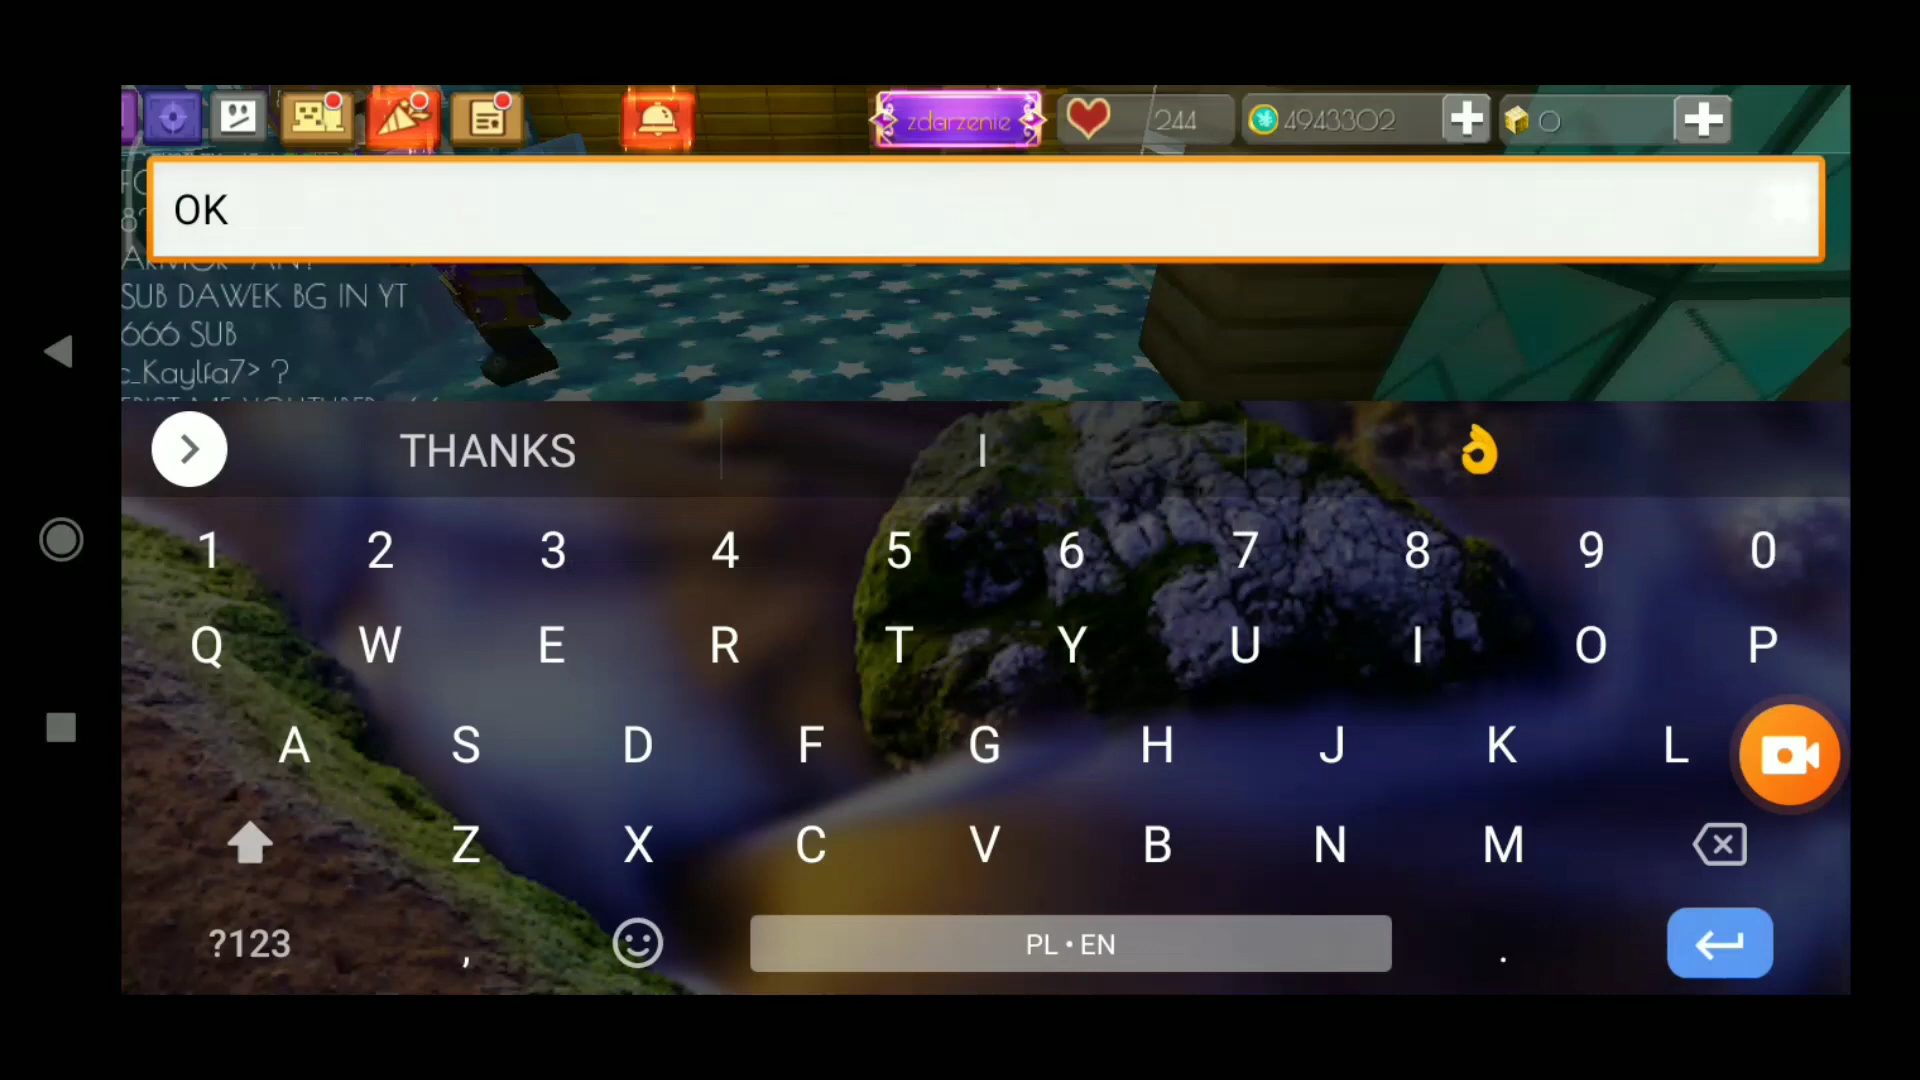 zdarzenie 244 4943302 0
OK
SUB DAWEK BG IN YT
666 SUB
c_Kaylfa7> ?
THANKS I 👌
1 2 3 4 5 6 7 8 9 0
Q W E R T Y U I O P
A S D F G H J K L
Z X C V B N M
?123 , PL • EN .